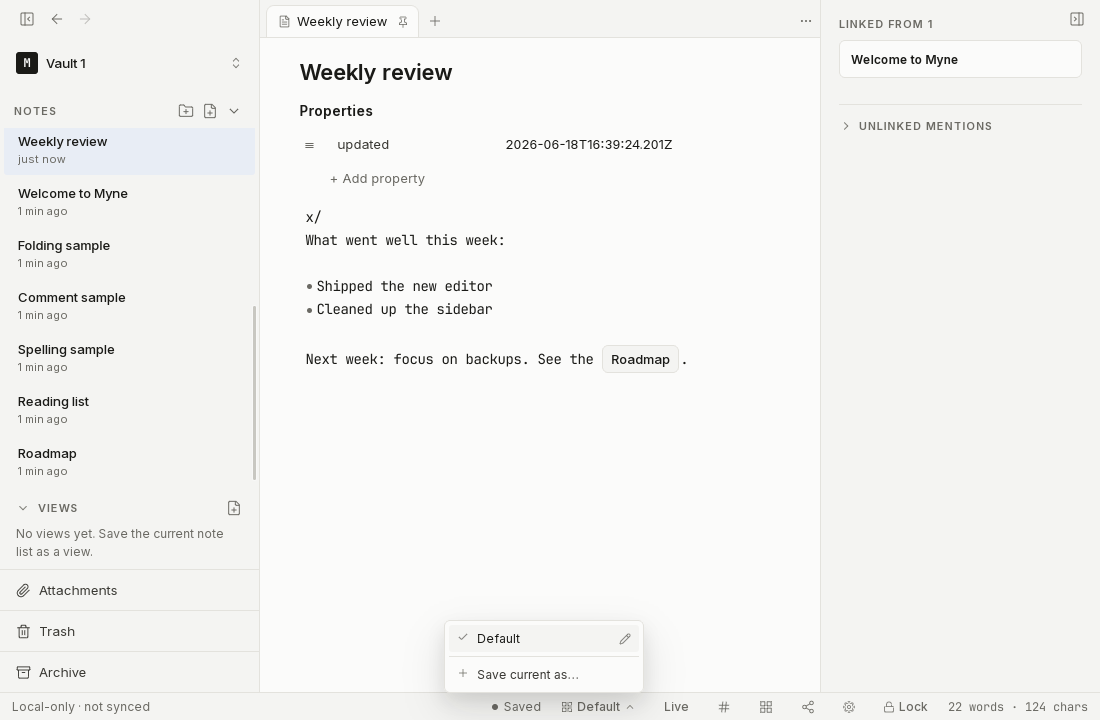 M Vault 1
NOTES
Weekly review
just now
Welcome to Myne
1 min ago
Folding sample
1 min ago
Comment sample
1 min ago
Spelling sample
1 min ago
Reading list
1 min ago
Roadmap
1 min ago
VIEWS
No views yet. Save the current note
list as a view.
Attachments
Trash
Archive
Weekly review
Weekly review
Properties
updated 2026-06-18T16:39:24.201Z
+ Add property
x/
What went well this week:
• Shipped the new editor
• Cleaned up the sidebar
Next week: focus on backups. See the Roadmap .
Default
+ Save current as...
LINKED FROM 1
Welcome to Myne
UNLINKED MENTIONS
Local-only · not synced
Saved Default Live Lock 22 words · 124 chars